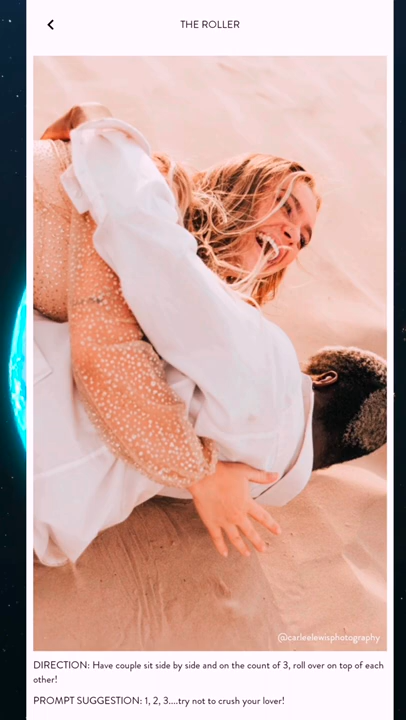 THE ROLLER
@carleelewisphotography
DIRECTION: Have couple sit side by side and on the count of 3, roll over on top of each
other!
PROMPT SUGGESTION: 1, 2, 3....try not to crush your lover!